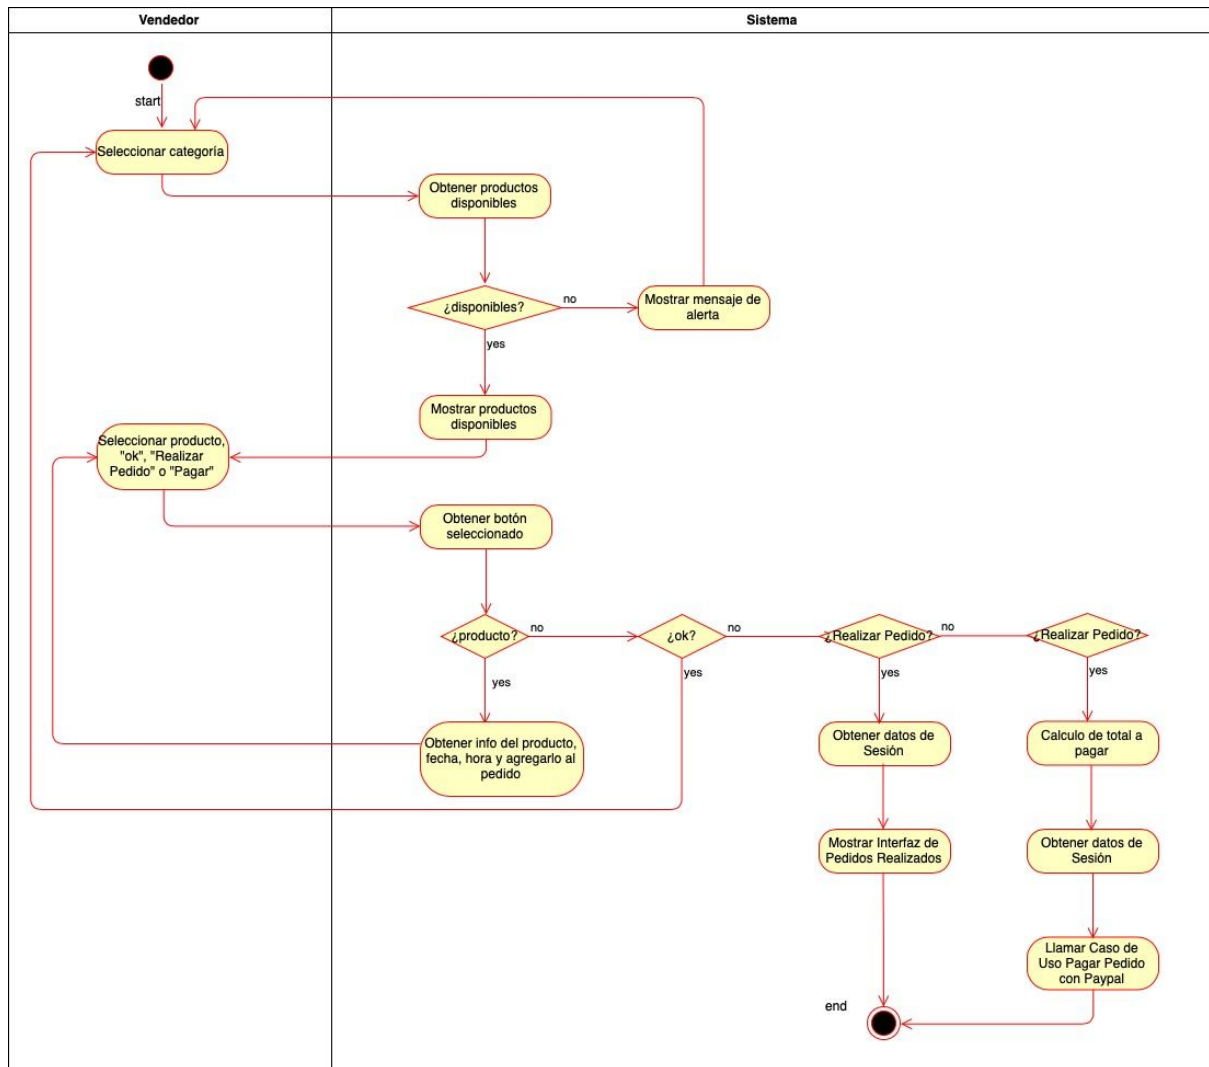 Vendedor
Sistema
start
Seleccionar categoría
Obtener productos
disponibles
¿disponibles?
no
Mostrar mensaje de
alerta
yes
Mostrar productos
disponibles
Seleccionar producto,
"ok", "Realizar
Pedido" o "Pagar"
Obtener botón
seleccionado
¿producto?
no
¿ok?
no
¿Realizar Pedido?
no
¿Realizar Pedido?
yes
yes
yes
yes
Obtener info del producto,
fecha, hora y agregarlo al
pedido
Obtener datos de
Sesión
Calculo de total a
pagar
Mostrar Interfaz de
Pedidos Realizados
Obtener datos de
Sesión
Llamar Caso de
Uso Pagar Pedido
con Paypal
end